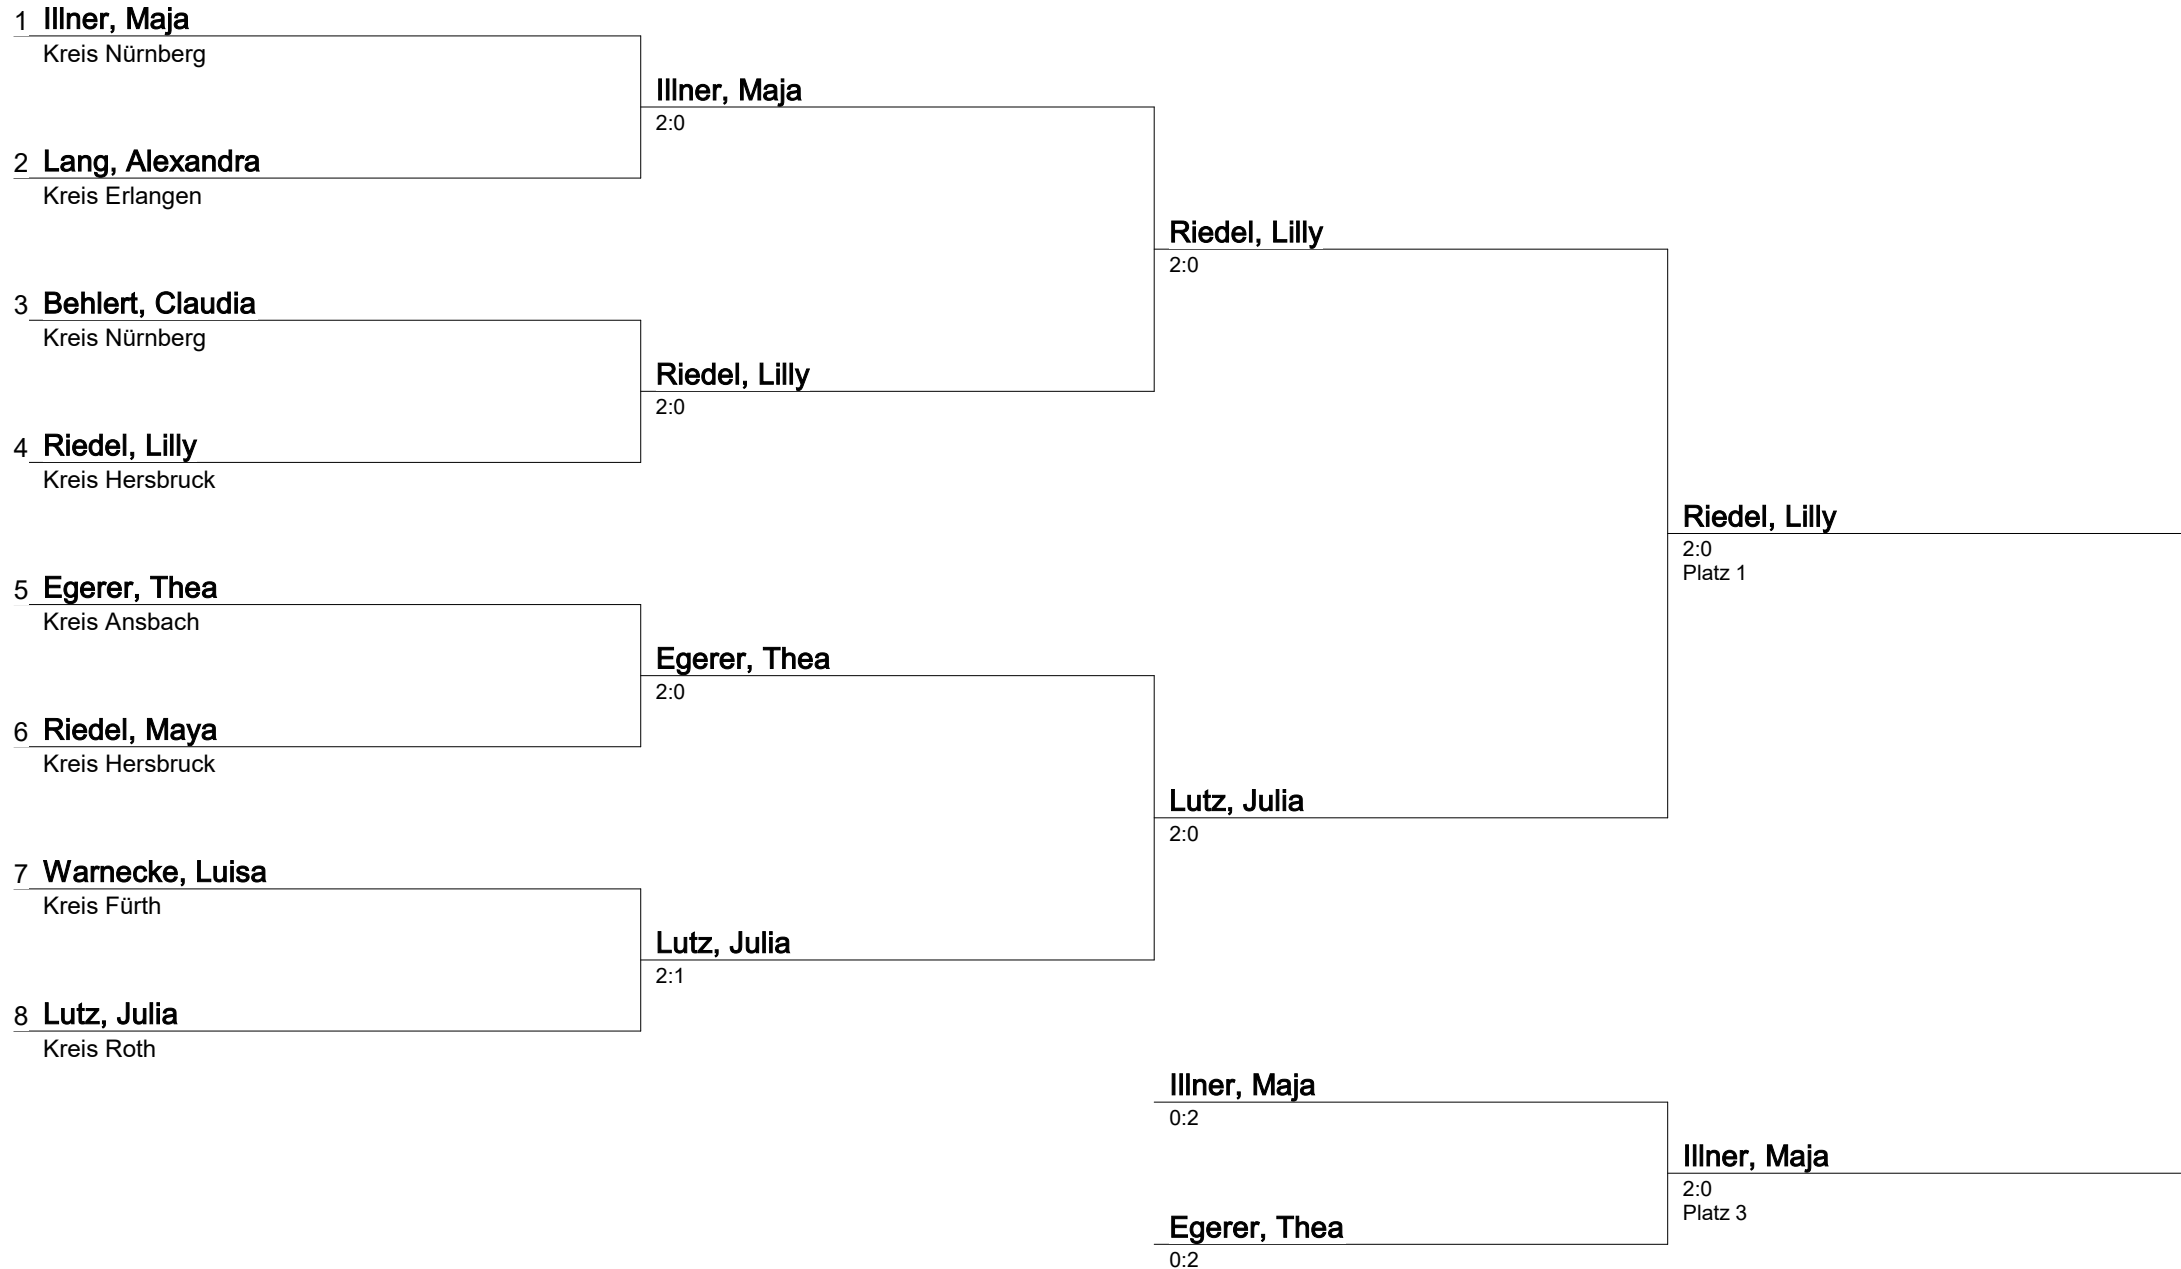 1 Illner, Maja
Kreis Nürnberg
2 Lang, Alexandra
Kreis Erlangen
3 Behlert, Claudia
Kreis Nürnberg
4 Riedel, Lilly
Kreis Hersbruck
5 Egerer, Thea
Kreis Ansbach
6 Riedel, Maya
Kreis Hersbruck
7 Warnecke, Luisa
Kreis Fürth
8 Lutz, Julia
Kreis Roth
Illner, Maja
2:0
Riedel, Lilly
2:0
Egerer, Thea
2:0
Lutz, Julia
2:1
Riedel, Lilly
2:0
Lutz, Julia
2:0
Riedel, Lilly
2:0
Platz 1
Illner, Maja
0:2
Egerer, Thea
0:2
Illner, Maja
2:0
Platz 3